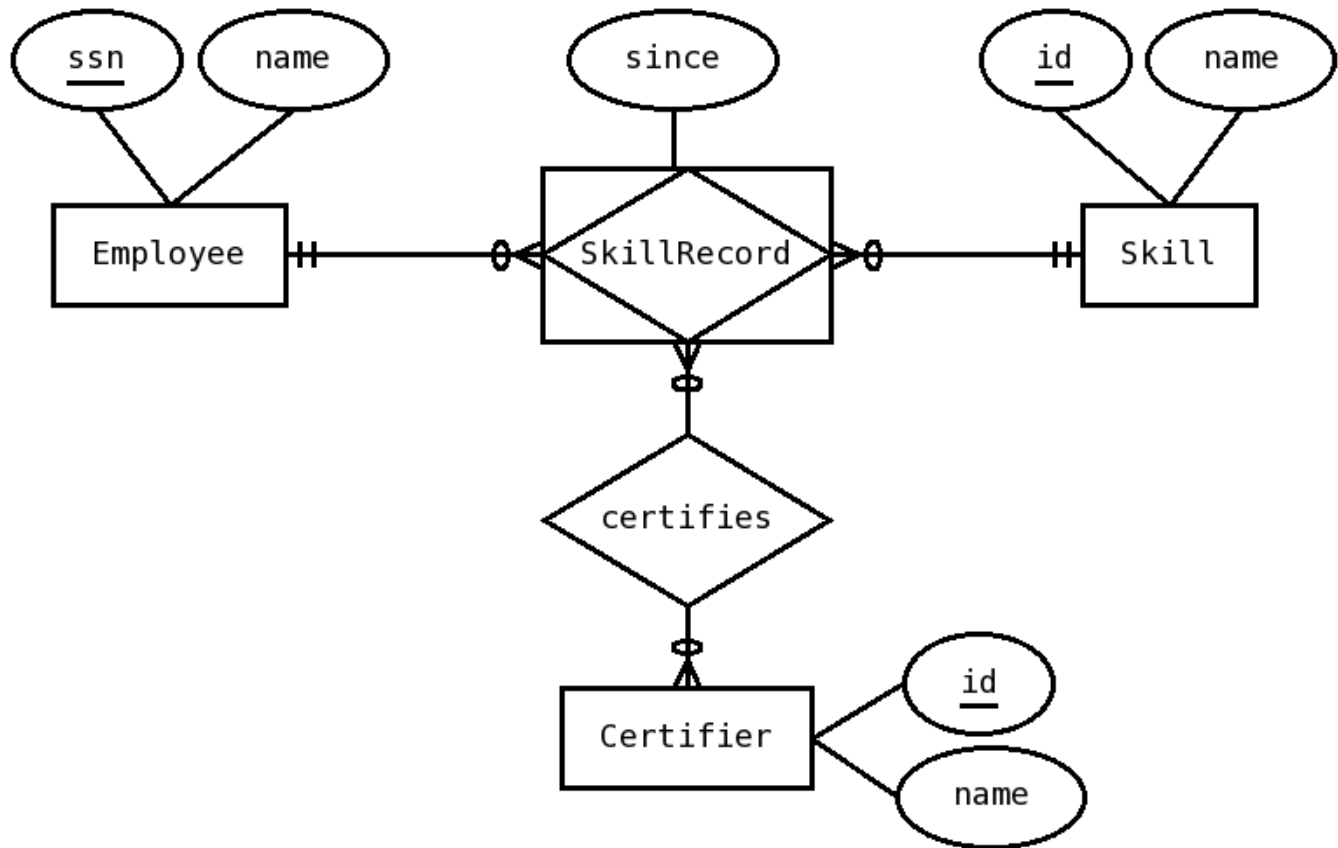 ssn
name
since
id
name
Employee
SkillRecord
Skill
certifies
id
Certifier
name